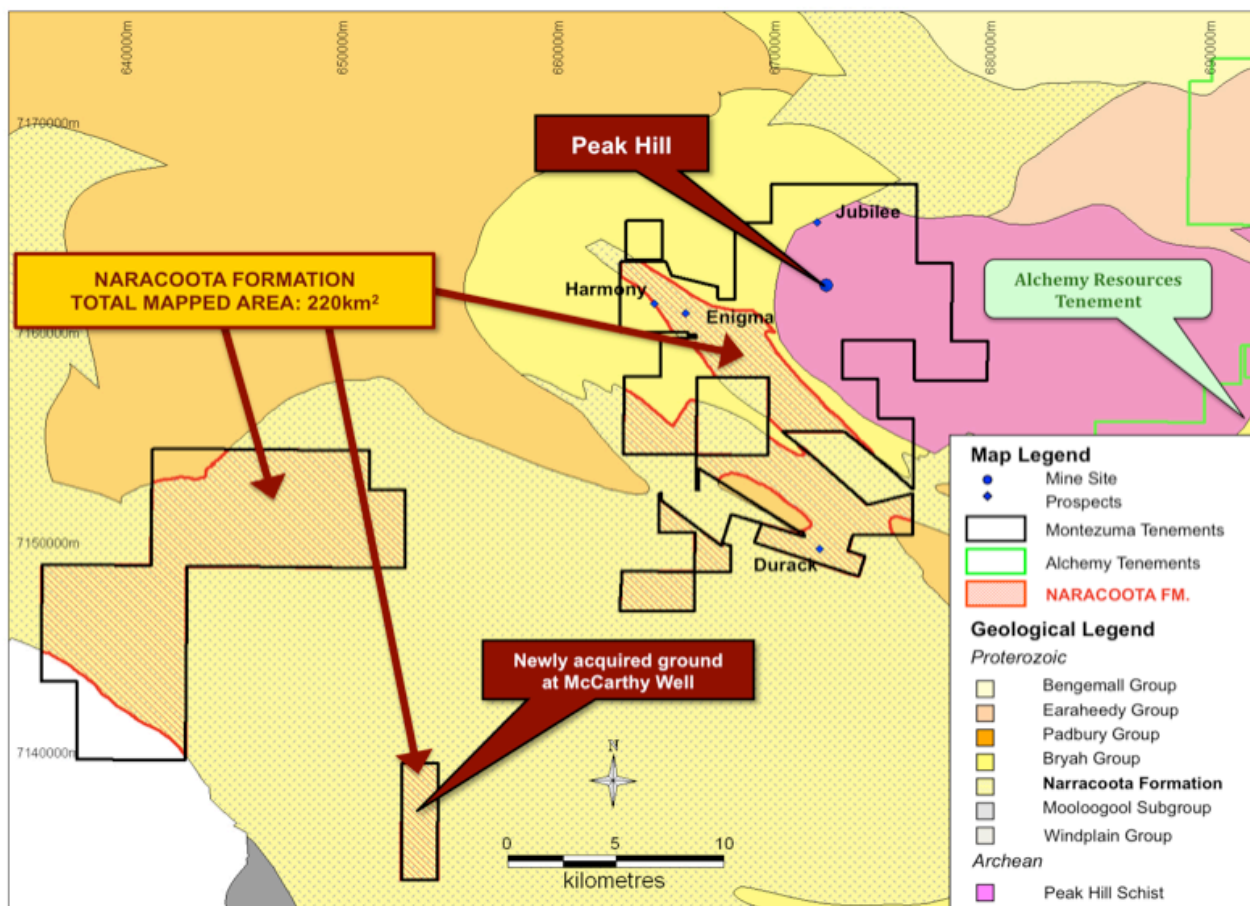 640000m
650000m
660000m
670000m
680000m
690000m
7170000m
Peak Hill
Jubilee
NARACOOTA FORMATION
TOTAL MAPPED AREA: 220km²
Harmony
Enigma
Alchemy Resources
Tenement
7160000m
7150000m
Durack
Newly acquired ground
at McCarthy Well
7140000m
N
0 5 10
kilometres
Map Legend
Mine Site
Prospects
Montezuma Tenements
Alchemy Tenements
NARACOOTA FM.
Geological Legend
Proterozoic
Bengemall Group
Earaheedy Group
Padbury Group
Bryah Group
Narracoota Formation
Mooloogool Subgroup
Windplain Group
Archean
Peak Hill Schist